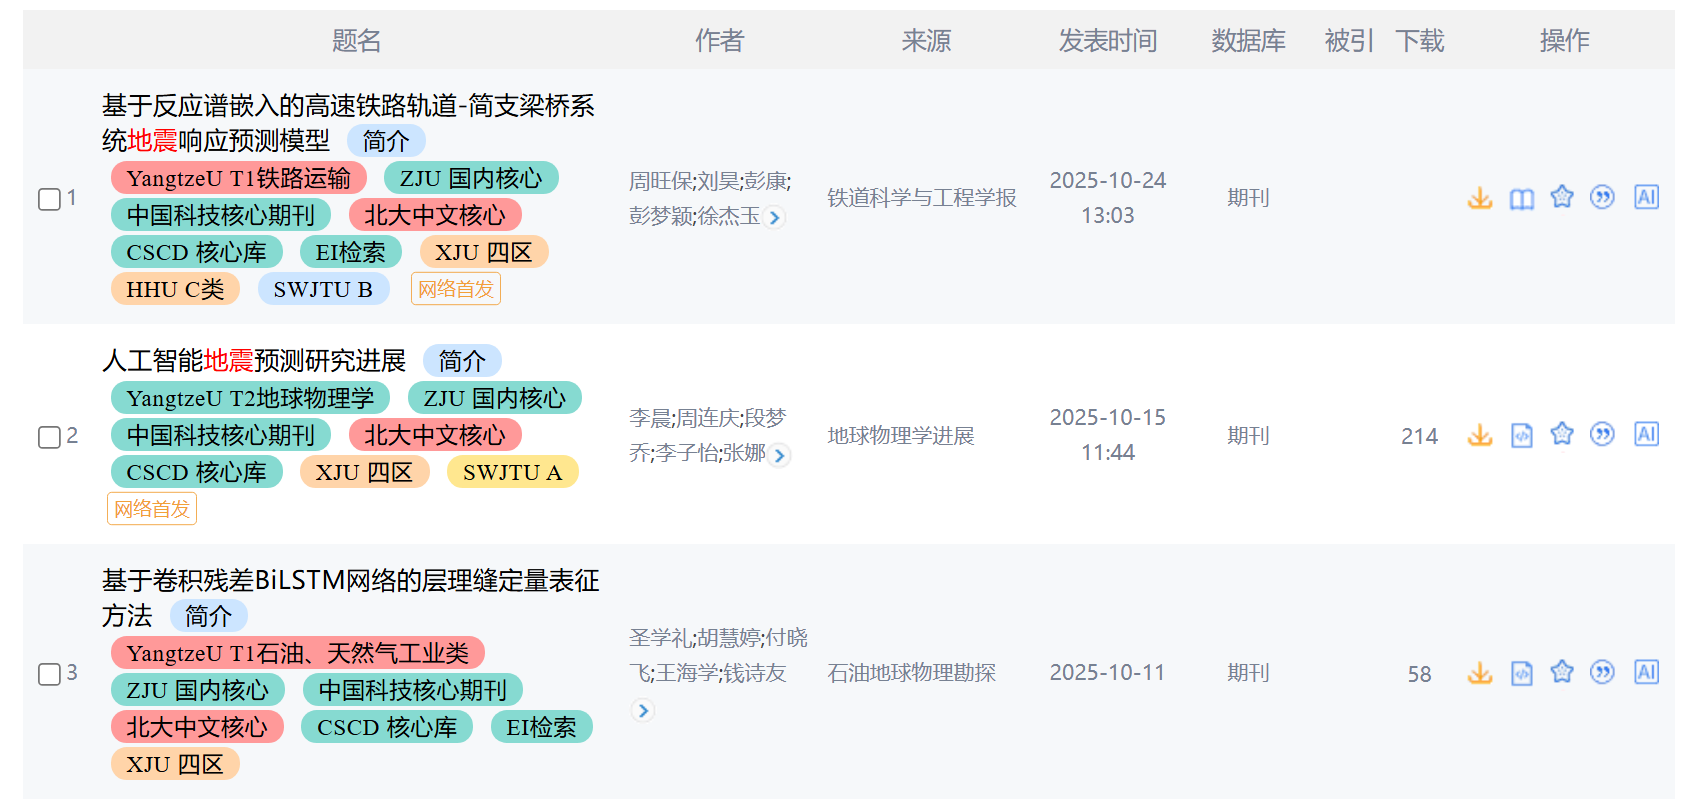 题名 作者 来源 发表时间 数据库 被引 下载 操作
基于反应谱嵌入的高速铁路轨道-简支梁桥系
统地震响应预测模型 简介
YangtzeU T1铁路运输 ZJU 国内核心
中国科技核心期刊 北大中文核心
CSCD 核心库 EI检索 XJU 四区
HHU C类 SWJTU B 网络首发
1
周旺保;刘昊;彭康;
彭梦颖;徐杰玉
铁道科学与工程学报
2025-10-24
13:03
期刊
AI
人工智能地震预测研究进展 简介
YangtzeU T2地球物理学 ZJU 国内核心
中国科技核心期刊 北大中文核心
CSCD 核心库 XJU 四区 SWJTU A
网络首发
2
李晨;周连庆;段梦
乔;李子怡;张娜
地球物理学进展
2025-10-15
11:44
期刊
214
AI
基于卷积残差BiLSTM网络的层理缝定量表征
方法 简介
YangtzeU T1石油、天然气工业类
ZJU 国内核心 中国科技核心期刊
北大中文核心 CSCD 核心库 EI检索
XJU 四区
3
圣学礼;胡慧婷;付晓
飞;王海学;钱诗友
石油地球物理勘探
2025-10-11
期刊
58
AI